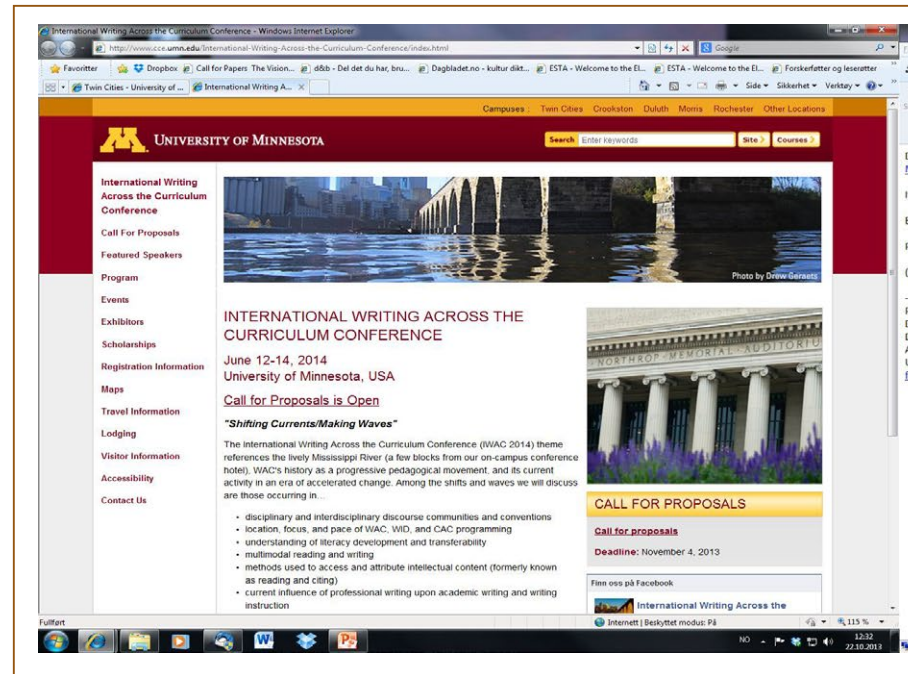 International Writing Across the Curriculum Conference - Windows Internet Explorer
http://www.cce.umn.edu/International-Writing-Across-the-Curriculum-Conference/index.html
Google
Favoritter
Dropbox
Call for Papers The Vision...
d&b - Del det du har, bru...
Dagbladet.no - kultur dikt...
ESTA - Welcome to the El...
ESTA - Welcome to the El...
Forskerføtter og leserøtter
Twin Cities - University of ...
International Writing A...
Side
Sikkerhet
Verktøy
Campuses : Twin Cities Crookston Duluth Morris Rochester Other Locations
M
UNIVERSITY OF MINNESOTA
Search Enter keywords Site > Courses >
International Writing
Across the Curriculum
Conference
Call For Proposals
Featured Speakers
Program
Events
Exhibitors
Scholarships
Registration Information
Maps
Travel Information
Lodging
Visitor Information
Accessibility
Contact Us
Photo by Drew Geraets
INTERNATIONAL WRITING ACROSS THE
CURRICULUM CONFERENCE
June 12-14, 2014
University of Minnesota, USA
Call for Proposals is Open
"Shifting Currents/Making Waves"
The International Writing Across the Curriculum Conference (IWAC 2014) theme
references the lively Mississippi River (a few blocks from our on-campus conference
hotel), WAC's history as a progressive pedagogical movement, and its current
activity in an era of accelerated change. Among the shifts and waves we will discuss
are those occurring in...
• disciplinary and interdisciplinary discourse communities and conventions
• location, focus, and pace of WAC, WID, and CAC programming
• understanding of literacy development and transferability
• multimodal reading and writing
• methods used to access and attribute intellectual content (formerly known
as reading and citing)
• current influence of professional writing upon academic writing and writing
instruction
NORTHROP · MEMORIAL · AUDITORIU
CALL FOR PROPOSALS
Call for proposals
Deadline: November 4, 2013
Finn oss på Facebook
International Writing Across the
Fullført
Internett | Beskyttet modus: På
115 %
NO
12:32
22.10.2013